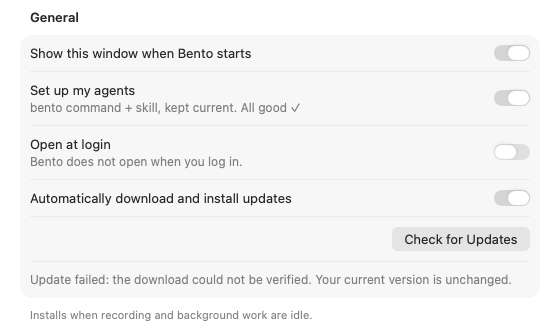 General
Show this window when Bento starts
Set up my agents
bento command + skill, kept current. All good ✓
Open at login
Bento does not open when you log in.
Automatically download and install updates
Check for Updates
Update failed: the download could not be verified. Your current version is unchanged.
Installs when recording and background work are idle.